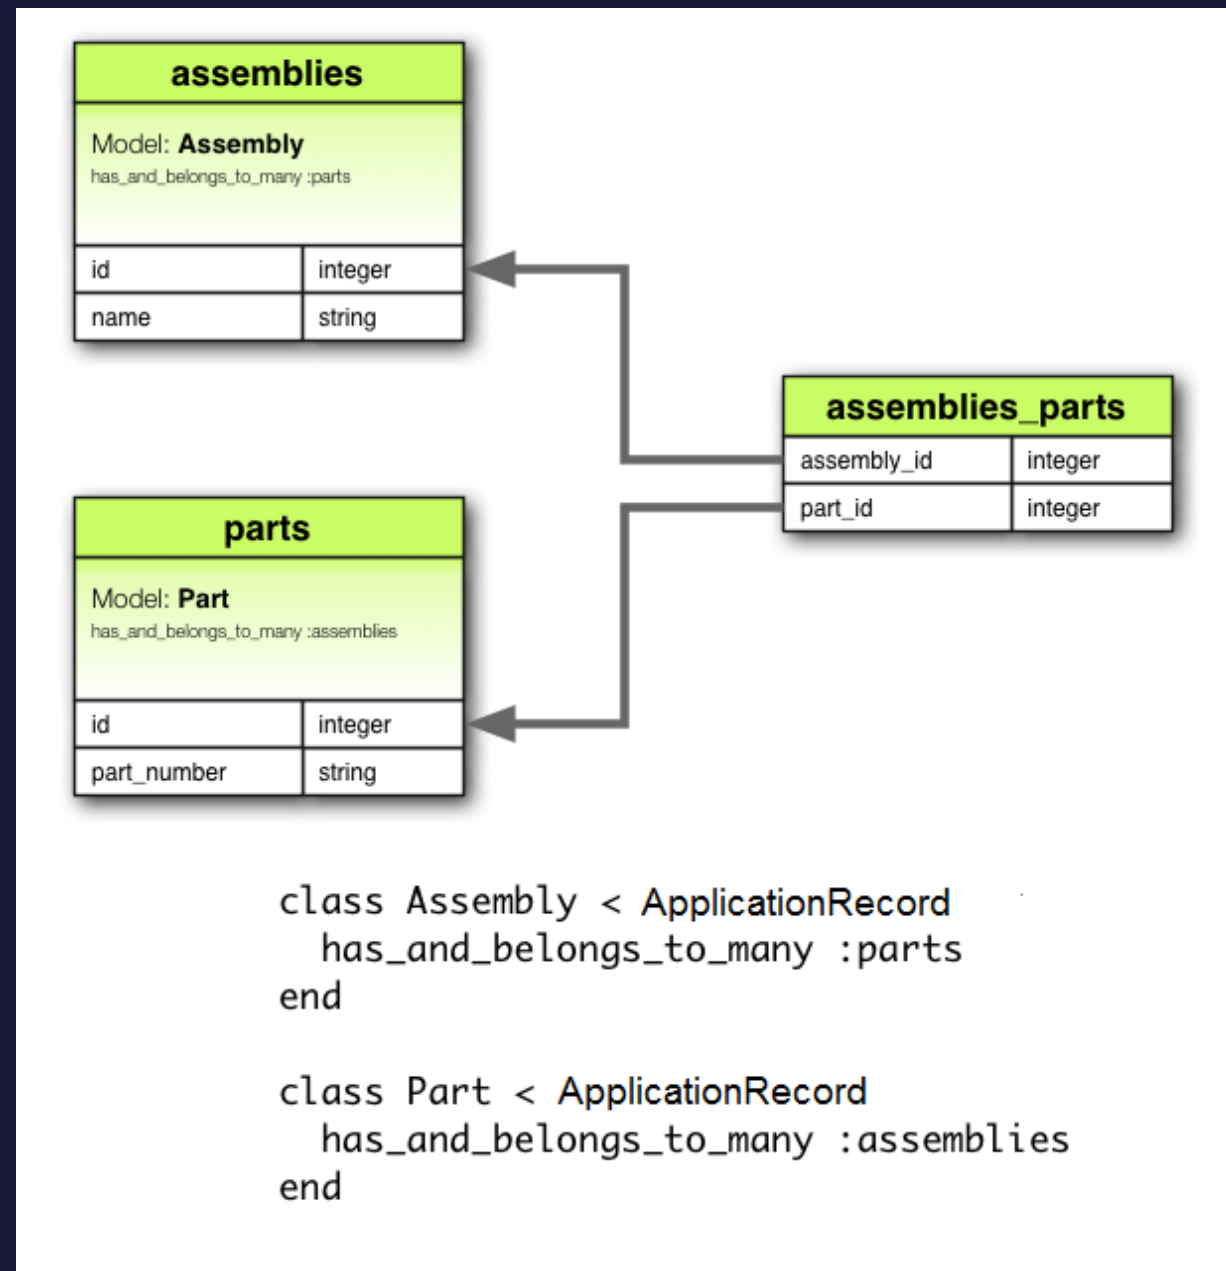 assemblies
Model: Assembly
has_and_belongs_to_many :parts
id integer
name string
assemblies_parts
assembly_id integer
part_id integer
parts
Model: Part
has_and_belongs_to_many :assemblies
id integer
part_number string
class Assembly < ApplicationRecord
has_and_belongs_to_many :parts
end
class Part < ApplicationRecord
has_and_belongs_to_many :assemblies
end